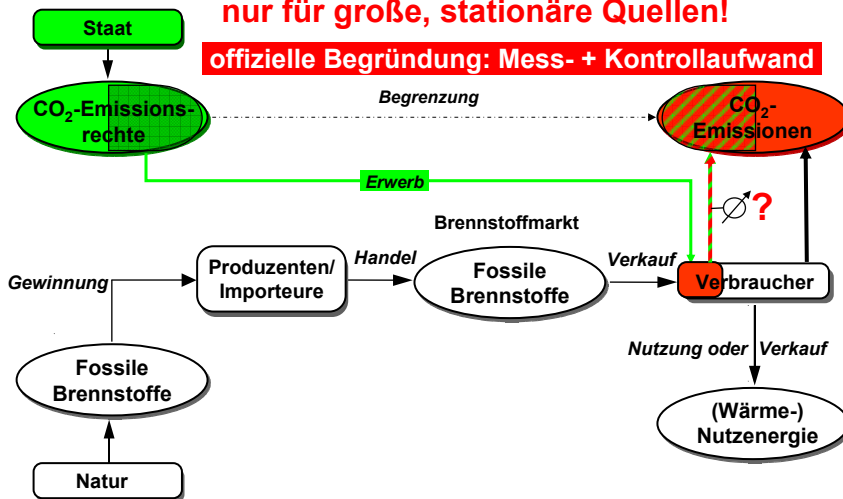 nur für große, stationäre Quellen!
Staat
offizielle Begründung: Mess- + Kontrollaufwand
CO2-Emissions-
rechte
Begrenzung
CO2-
Emissionen
Erwerb
?
Brennstoffmarkt
Gewinnung
Produzenten/
Importeure
Handel
Fossile
Brennstoffe
Verkauf
Verbraucher
Fossile
Brennstoffe
Nutzung oder Verkauf
(Wärme-)
Nutzenergie
Natur